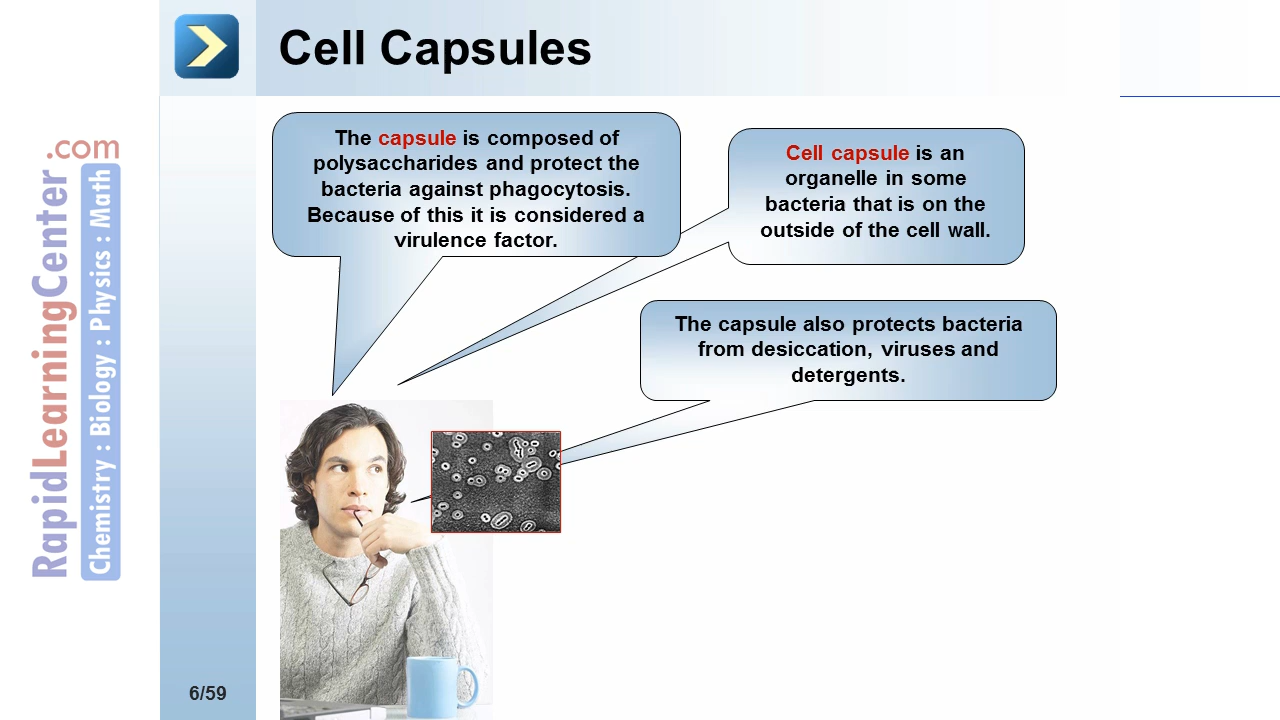 Cell Capsules
The capsule is composed of
polysaccharides and protect the
bacteria against phagocytosis.
Because of this it is considered a
virulence factor.
Cell capsule is an
organelle in some
bacteria that is on the
outside of the cell wall.
The capsule also protects bacteria
from desiccation, viruses and
detergents.
RapidLearningCenter.com
Chemistry : Biology : Physics : Math
6/59